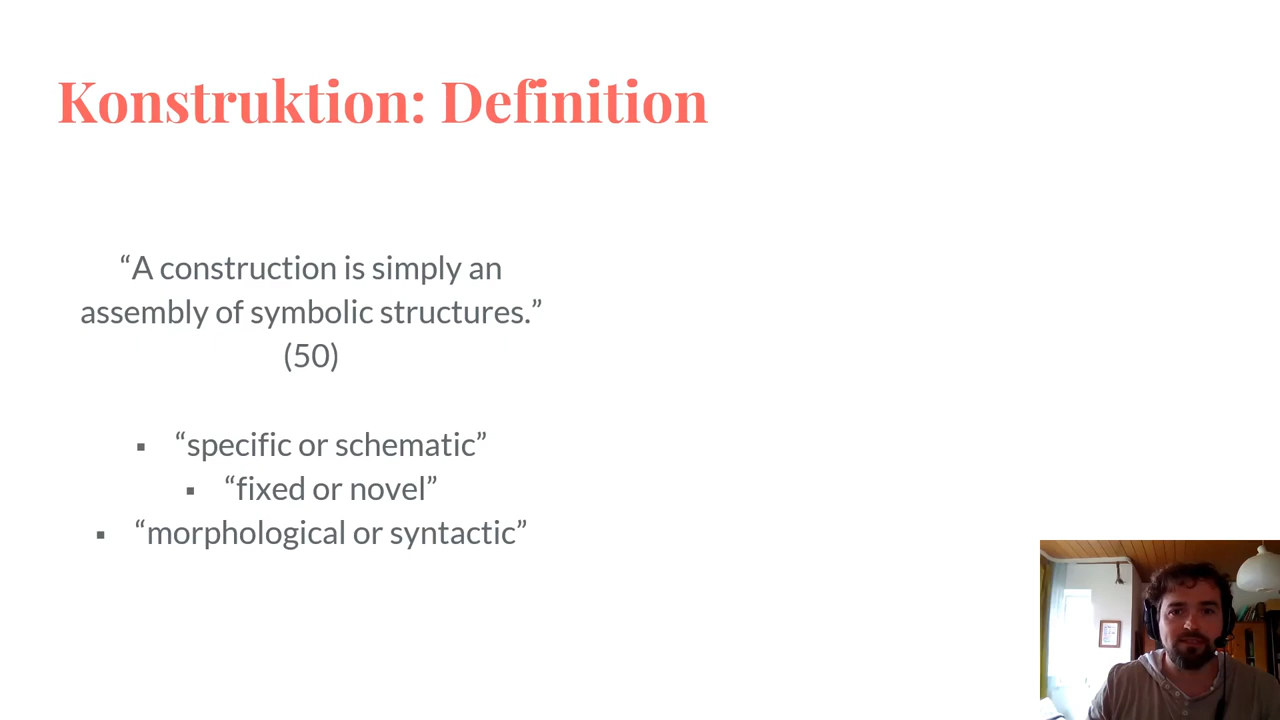 Konstruktion: Definition
“A construction is simply an
assembly of symbolic structures.”
(50)
▪ “specific or schematic”
▪ “fixed or novel”
▪ “morphological or syntactic”